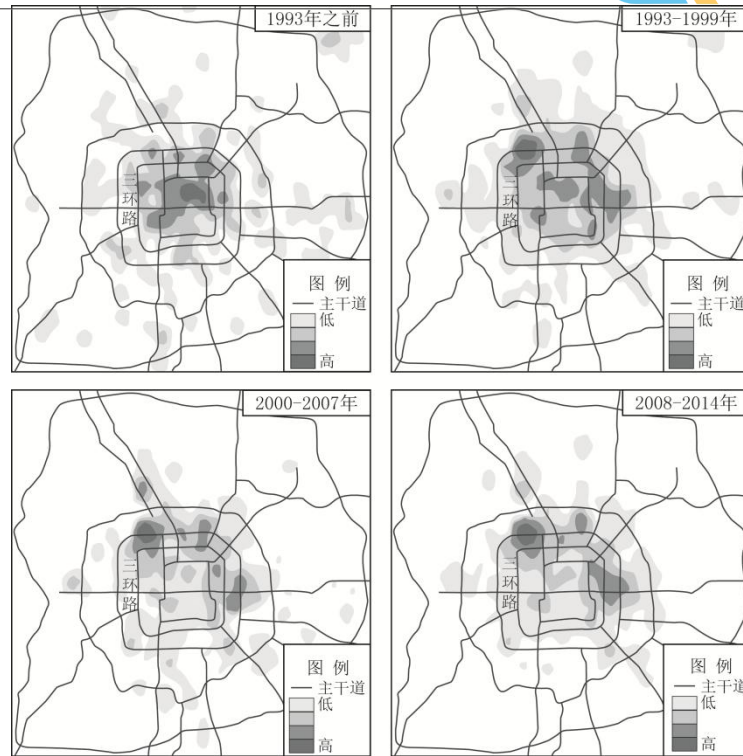 1993年之前
三环路
图 例
主干道
低
高
1993-1999年
三环路
图 例
主干道
低
高
2000-2007年
三环路
图 例
主干道
低
高
2008-2014年
三环路
图 例
主干道
低
高